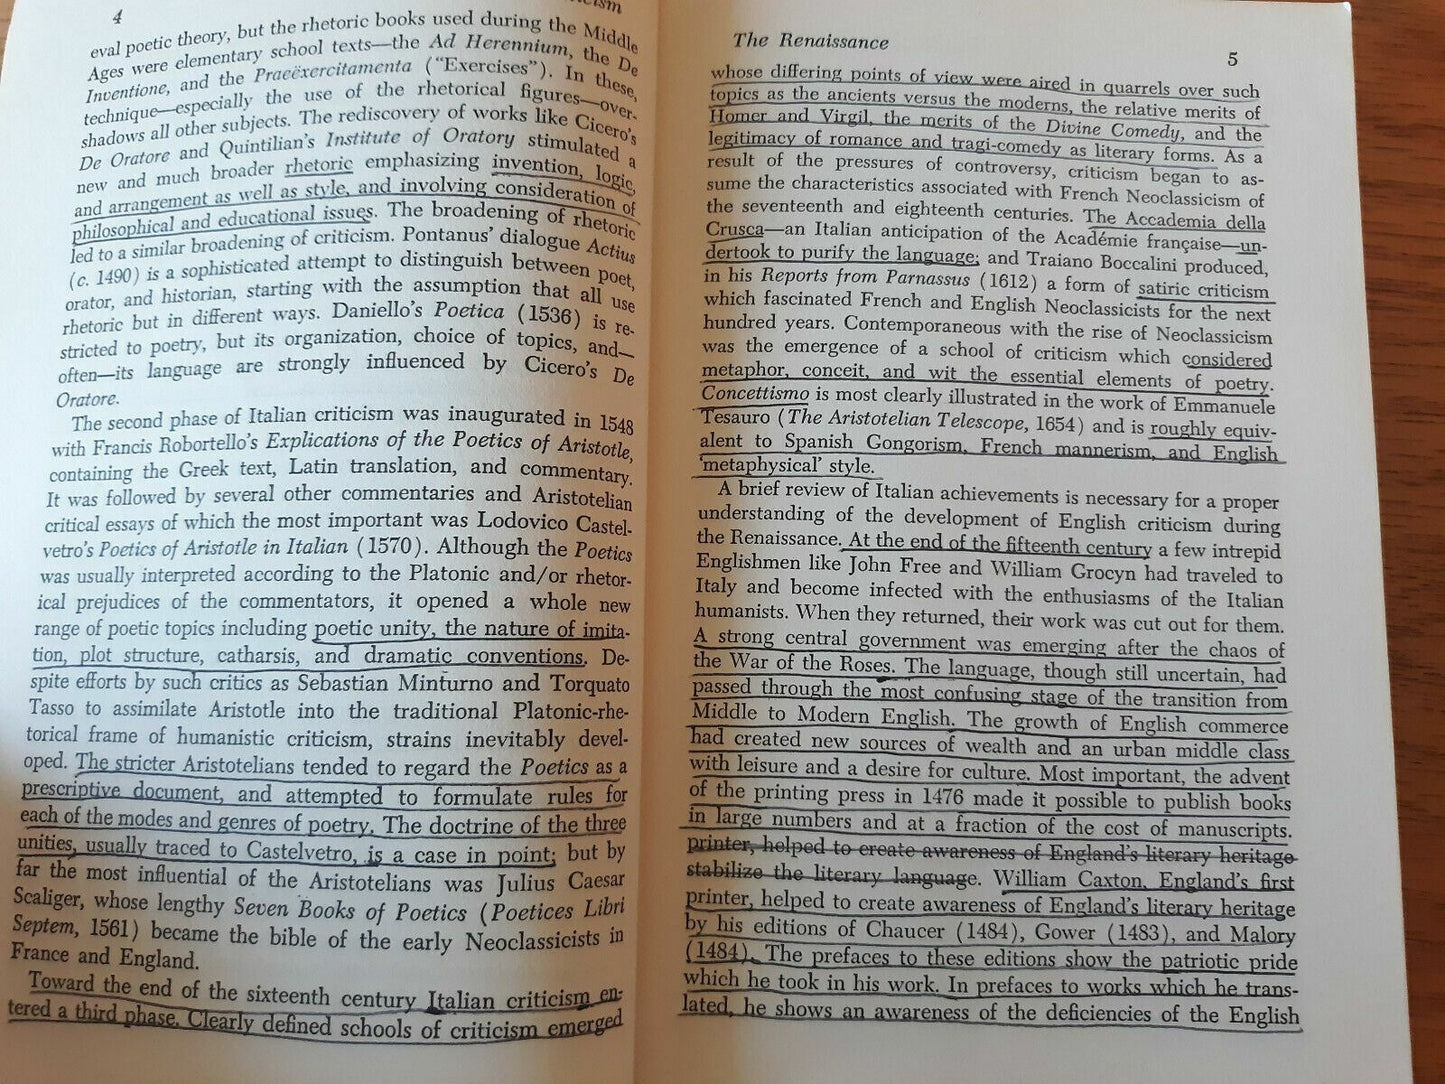 4
eval poetic theory, but the rhetoric books used during the Middle
Ages were elementary school texts—the Ad Herennium, the De
Inventione, and the Praeëxercitamenta ("Exercises"). In these,
technique—especially the use of the rhetorical figures—over-
shadows all other subjects. The rediscovery of works like Cicero's
De Oratore and Quintilian's Institute of Oratory stimulated a
new and much broader rhetoric emphasizing invention, logic,
and arrangement as well as style, and involving consideration of
philosophical and educational issues. The broadening of rhetoric
led to a similar broadening of criticism. Pontanus' dialogue Actius
(c. 1490) is a sophisticated attempt to distinguish between poet,
orator, and historian, starting with the assumption that all use
rhetoric but in different ways. Daniello's Poetica (1536) is re-
stricted to poetry, but its organization, choice of topics, and—
often—its language are strongly influenced by Cicero's De
Oratore.
The second phase of Italian criticism was inaugurated in 1548
with Francis Robortello's Explications of the Poetics of Aristotle,
containing the Greek text, Latin translation, and commentary.
It was followed by several other commentaries and Aristotelian
critical essays of which the most important was Lodovico Castel-
vetro's Poetics of Aristotle in Italian (1570). Although the Poetics
was usually interpreted according to the Platonic and/or rhetor-
ical prejudices of the commentators, it opened a whole new
range of poetic topics including poetic unity, the nature of imita-
tion, plot structure, catharsis, and dramatic conventions. De-
spite efforts by such critics as Sebastian Minturno and Torquato
Tasso to assimilate Aristotle into the traditional Platonic-rhe-
torical frame of humanistic criticism, strains inevitably devel-
oped. The stricter Aristotelians tended to regard the Poetics as a
prescriptive document, and attempted to formulate rules for
each of the modes and genres of poetry. The doctrine of the three
unities, usually traced to Castelvetro, is a case in point; but by
far the most influential of the Aristotelians was Julius Caesar
Scaliger, whose lengthy Seven Books of Poetics (Poetices Libri
Septem, 1561) became the bible of the early Neoclassicists in
France and England.
Toward the end of the sixteenth century Italian criticism en-
tered a third phase. Clearly defined schools of criticism emerged
The Renaissance
5
whose differing points of view were aired in quarrels over such
topics as the ancients versus the moderns, the relative merits of
Homer and Virgil, the merits of the Divine Comedy, and the
legitimacy of romance and tragi-comedy as literary forms. As a
result of the pressures of controversy, criticism began to as-
sume the characteristics associated with French Neoclassicism of
the seventeenth and eighteenth centuries. The Accademia della
Crusca—an Italian anticipation of the Académie française—un-
dertook to purify the language; and Traiano Boccalini produced,
in his Reports from Parnassus (1612) a form of satiric criticism
which fascinated French and English Neoclassicists for the next
hundred years. Contemporaneous with the rise of Neoclassicism
was the emergence of a school of criticism which considered
metaphor, conceit, and wit the essential elements of poetry.
Concettismo is most clearly illustrated in the work of Emmanuele
Tesauro (The Aristotelian Telescope, 1654) and is roughly equiv-
alent to Spanish Gongorism, French mannerism, and English
'metaphysical' style.
A brief review of Italian achievements is necessary for a proper
understanding of the development of English criticism during
the Renaissance. At the end of the fifteenth century a few intrepid
Englishmen like John Free and William Grocyn had traveled to
Italy and become infected with the enthusiasms of the Italian
humanists. When they returned, their work was cut out for them.
A strong central government was emerging after the chaos of
the War of the Roses. The language, though still uncertain, had
passed through the most confusing stage of the transition from
Middle to Modern English. The growth of English commerce
had created new sources of wealth and an urban middle class
with leisure and a desire for culture. Most important, the advent
of the printing press in 1476 made it possible to publish books
in large numbers and at a fraction of the cost of manuscripts.
printer, helped to create awareness of England's literary heritage
stabilize the literary language. William Caxton, England's first
printer, helped to create awareness of England's literary heritage
by his editions of Chaucer (1484), Gower (1483), and Malory
(1484). The prefaces to these editions show the patriotic pride
which he took in his work. In prefaces to works which he trans-
lated, he shows an awareness of the deficiencies of the English